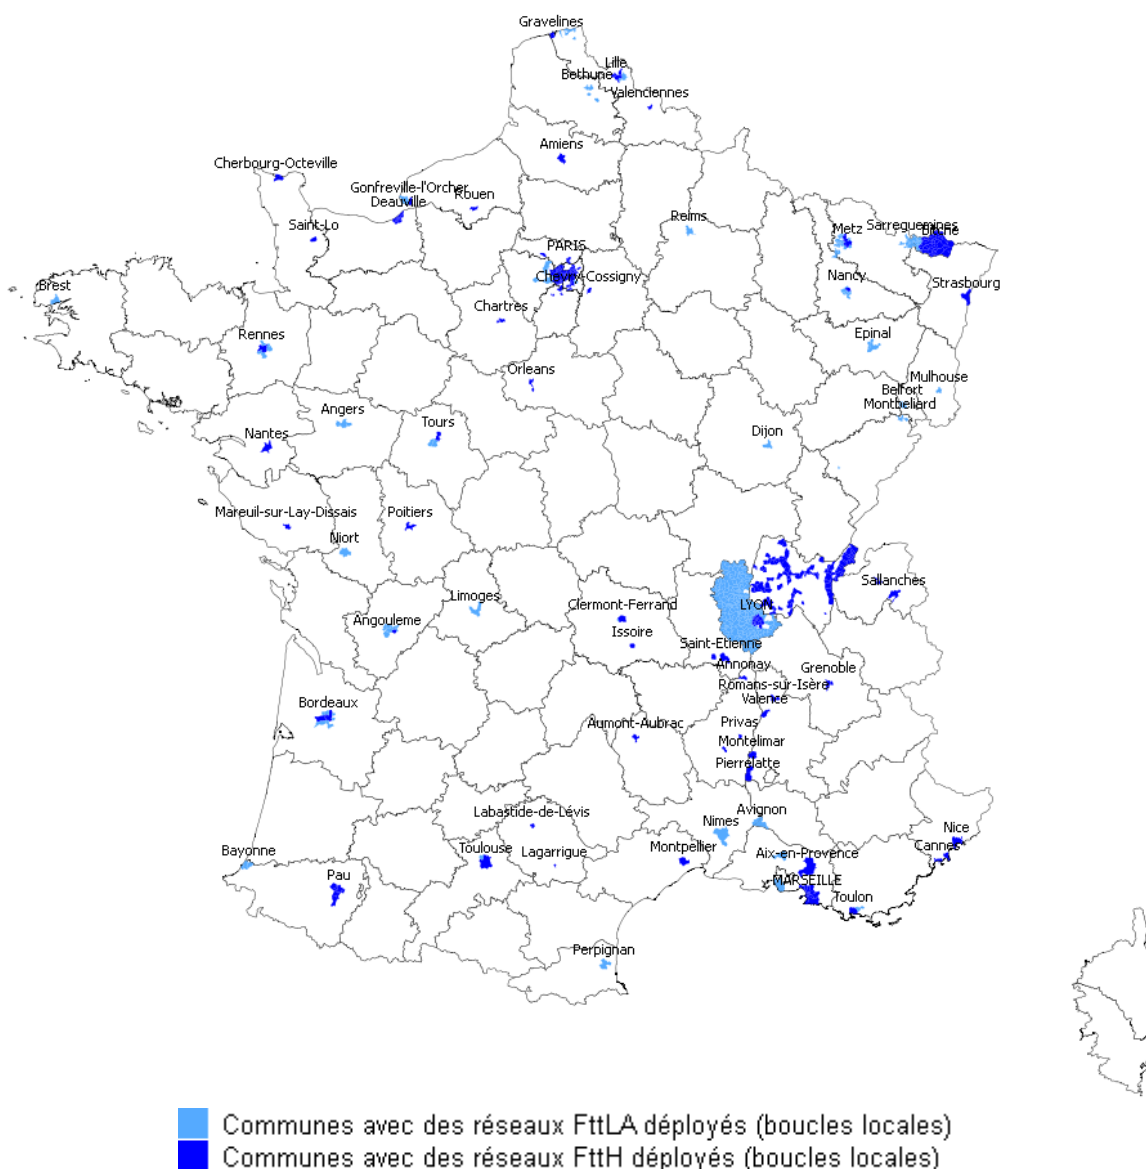 Gravelines
Lille
Bethune
Valenciennes
Amiens
Cherbourg-Octeville
Gonfreville-l'Orcher
Deauville
Rouen
Saint-Lo
Reims
Metz
Sarreguemines
PARIS
Nancy
Strasbourg
Brest
Chartres
Rennes
Epinal
Orleans
Mulhouse
Belfort
Montbeliard
Angers
Tours
Dijon
Nantes
Mareuil-sur-Lay-Dissais
Poitiers
Niort
Sallanches
Limoges
Clermont-Ferrand
LYON
Angouleme
Issoire
Saint-Etienne
Annonay
Grenoble
Romans-sur-Isère
Valence
Bordeaux
Aumont-Aubrac
Privas
Montelimar
Pierrelatte
Labastide-de-Lévis
Avignon
Nimes
Nice
Bayonne
Toulouse
Lagarrigue
Montpellier
Aix-en-Provence
Cannes
Pau
MARSEILLE
Toulon
Perpignan
Communes avec des réseaux FttLA déployés (boucles locales)
Communes avec des réseaux FttH déployés (boucles locales)